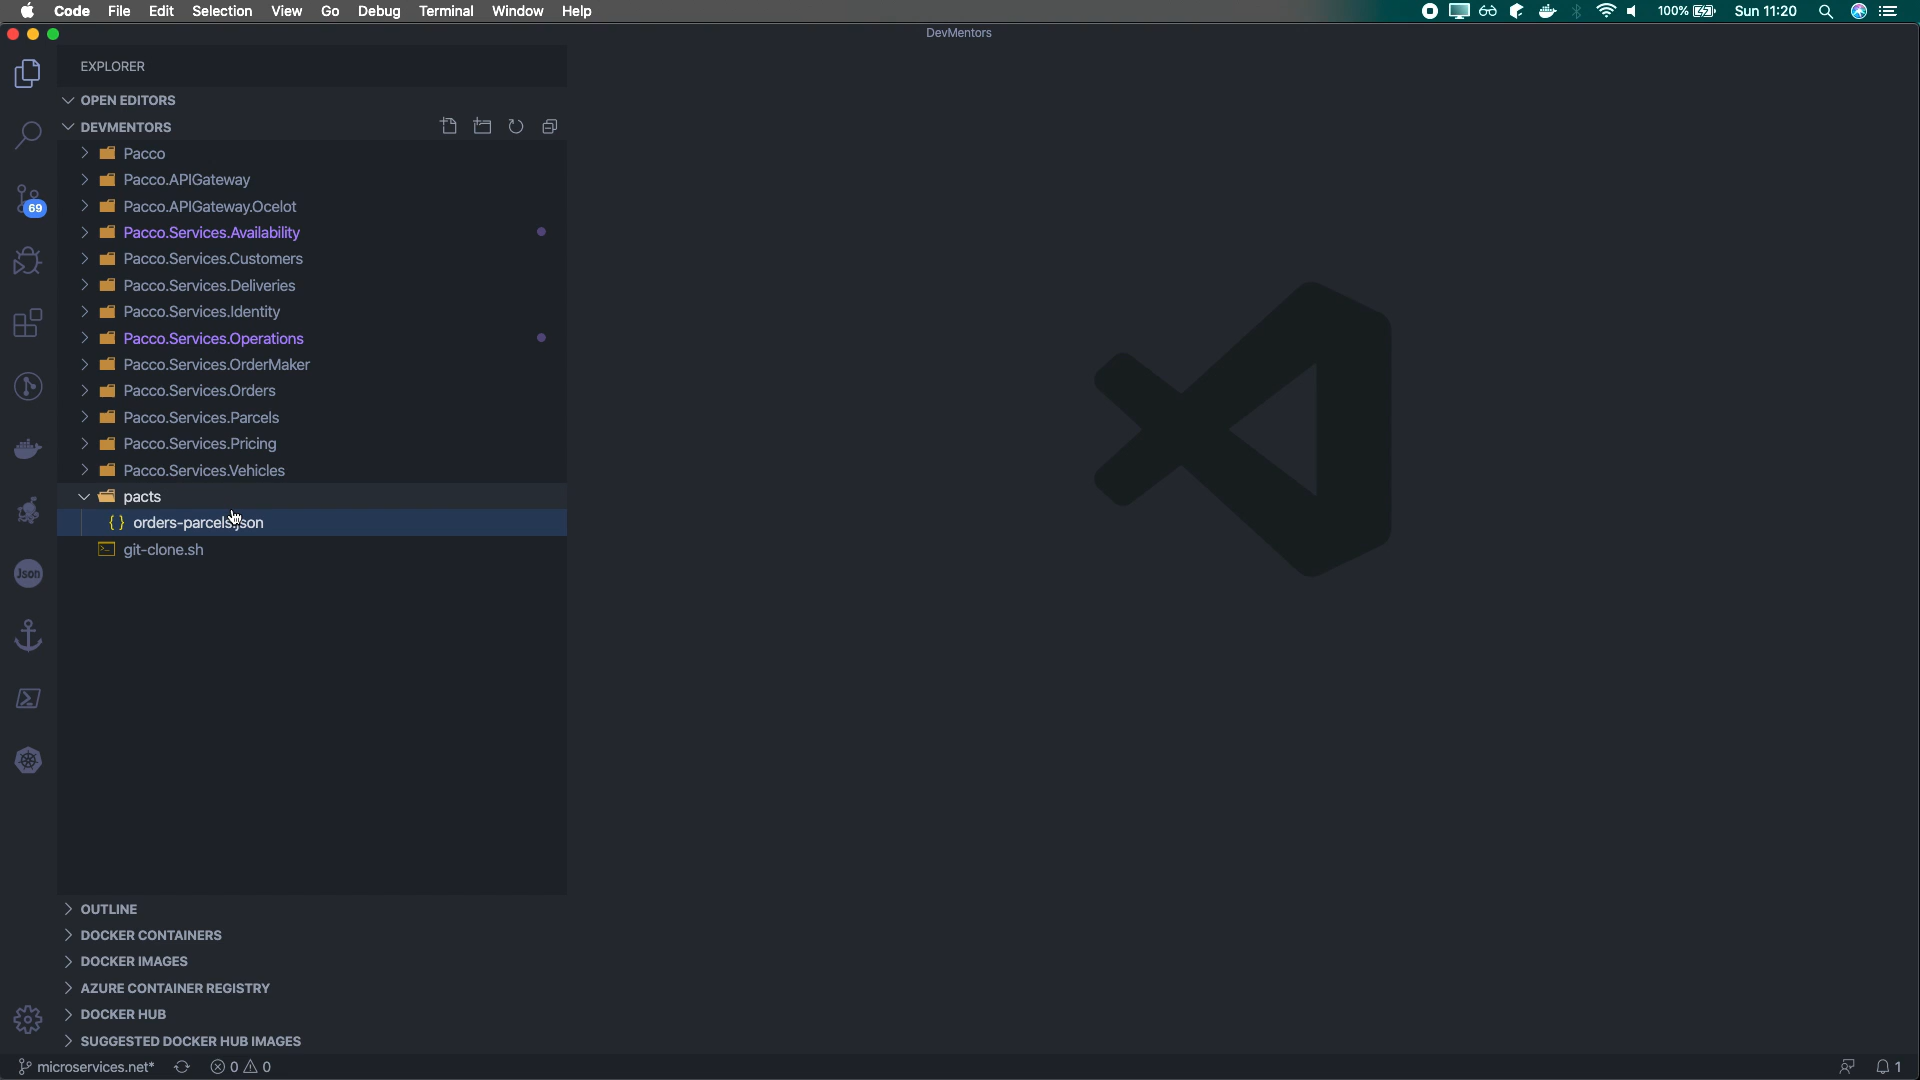 Code File Edit Selection View Go Debug Terminal Window Help 100% Sun 11:20
DevMentors
EXPLORER
OPEN EDITORS
DEVMENTORS
Pacco
Pacco.APIGateway
Pacco.APIGateway.Ocelot
69
Pacco.Services.Availability
Pacco.Services.Customers
Pacco.Services.Deliveries
Pacco.Services.Identity
Pacco.Services.Operations
Pacco.Services.OrderMaker
Pacco.Services.Orders
Pacco.Services.Parcels
Pacco.Services.Pricing
Pacco.Services.Vehicles
pacts
{ } orders-parcels.json
git-clone.sh
Json
OUTLINE
DOCKER CONTAINERS
DOCKER IMAGES
AZURE CONTAINER REGISTRY
DOCKER HUB
SUGGESTED DOCKER HUB IMAGES
microservices.net* 0 0 1